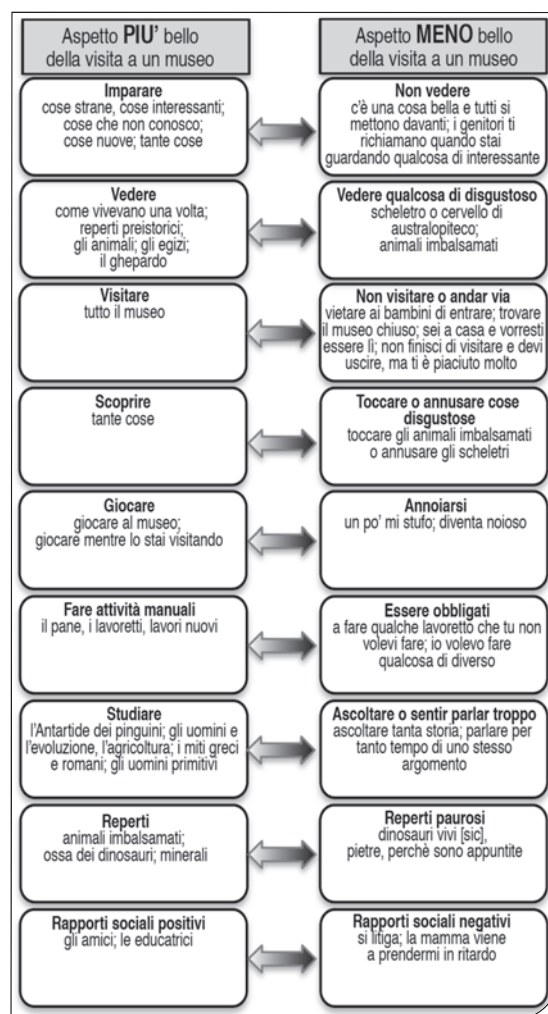 Aspetto PIU' bello
della visita a un museo
Aspetto MENO bello
della visita a un museo
Imparare
cose strane, cose interessanti;
cose che non conosco;
cose nuove; tante cose
Non vedere
c'è una cosa bella e tutti si
mettono davanti; i genitori ti
richiamano quando stai
guardando qualcosa di interessante
Vedere
come vivevano una volta;
reperti preistorici;
gli animali; gli egizi;
il ghepardo
Vedere qualcosa di disgustoso
scheletro o cervello di
australopiteco;
animali imbalsamati
Visitare
tutto il museo
Non visitare o andar via
vietare ai bambini di entrare; trovare
il museo chiuso; sei a casa e vorresti
essere lì; non finisci di visitare e devi
uscire, ma ti è piaciuto molto
Scoprire
tante cose
Toccare o annusare cose
disgustose
toccare gli animali imbalsamati
o annusare gli scheletri
Giocare
giocare al museo;
giocare mentre lo stai visitando
Annoiarsi
un po' mi stufo; diventa noioso
Fare attività manuali
il pane, i lavoretti, lavori nuovi
Essere obbligati
a fare qualche lavoretto che tu non
volevi fare; io volevo fare
qualcosa di diverso
Studiare
l'Antartide dei pinguini; gli uomini e
l'evoluzione, l'agricoltura; i miti greci
e romani; gli uomini primitivi
Ascoltare o sentir parlar troppo
ascoltare tanta storia; parlare per
tanto tempo di uno stesso
argomento
Reperti
animali imbalsamati;
ossa dei dinosauri; minerali
Reperti paurosi
dinosauri vivi [sic],
pietre, perchè sono appuntite
Rapporti sociali positivi
gli amici; le educatrici
Rapporti sociali negativi
si litiga; la mamma viene
a prendermi in ritardo